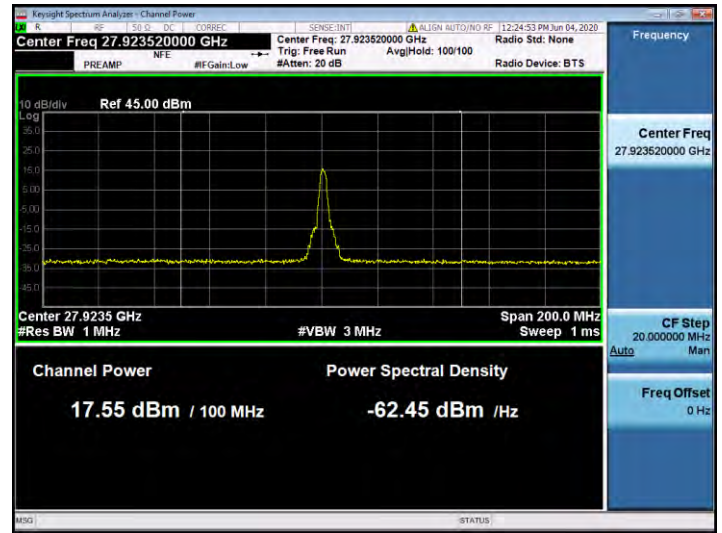 Keysight Spectrum Analyzer - Channel Power
R RF 50 Ω DC CORREC SENSE:INT ALIGN AUTO/NO RF 12:24:53 PM Jun 04, 2020
Center Freq 27.923520000 GHz
NFE
PREAMP
#IFGain:Low
Center Freq: 27.923520000 GHz
Trig: Free Run Avg|Hold: 100/100
#Atten: 20 dB
Radio Std: None
Radio Device: BTS
Frequency
10 dB/div Ref 45.00 dBm
Log
35.0
25.0
15.0
5.00
-5.00
-15.0
-25.0
-35.0
-45.0
Center 27.9235 GHz Span 200.0 MHz
#Res BW 1 MHz #VBW 3 MHz Sweep 1 ms
Channel Power
17.55 dBm / 100 MHz
Power Spectral Density
-62.45 dBm /Hz
Center Freq
27.923520000 GHz
CF Step
20.000000 MHz
Auto Man
Freq Offset
0 Hz
MSG STATUS